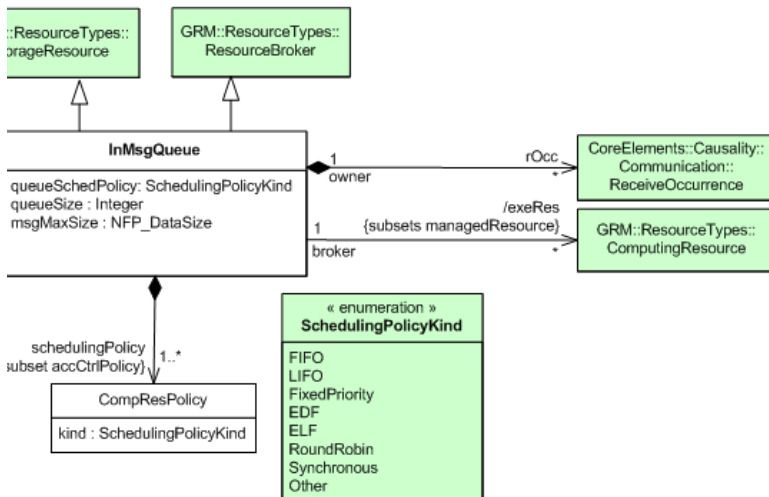 ::ResourceTypes::
orageResource
GRM::ResourceTypes::
ResourceBroker
InMsgQueue
queueSchedPolicy: SchedulingPolicyKind
queueSize : Integer
msgMaxSize : NFP_DataSize
1
owner
rOcc
*
CoreElements::Causality::
Communication::
ReceiveOccurrence
/exeRes
1
{subsets managedResource}
broker
*
GRM::ResourceTypes::
ComputingResource
schedulingPolicy
1..*
subset accCtrlPolicy}
CompResPolicy
kind : SchedulingPolicyKind
« enumeration »
SchedulingPolicyKind
FIFO
LIFO
FixedPriority
EDF
ELF
RoundRobin
Synchronous
Other